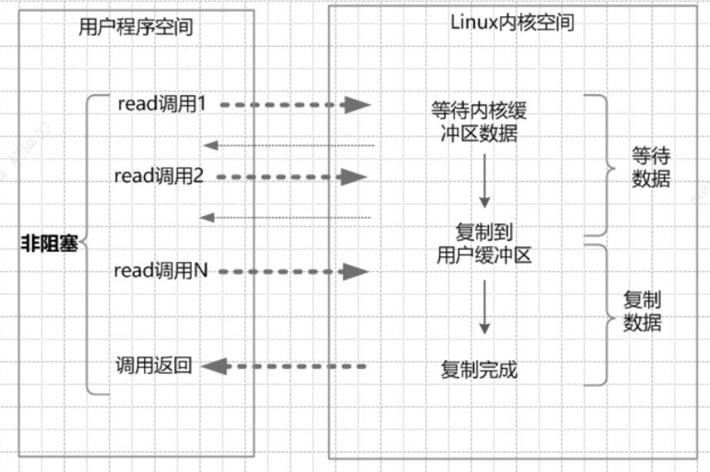 用户程序空间
Linux内核空间
read调用1
等待内核缓
冲区数据
等待
数据
read调用2
非阻塞
复制到
用户缓冲区
read调用N
复制
数据
调用返回
复制完成